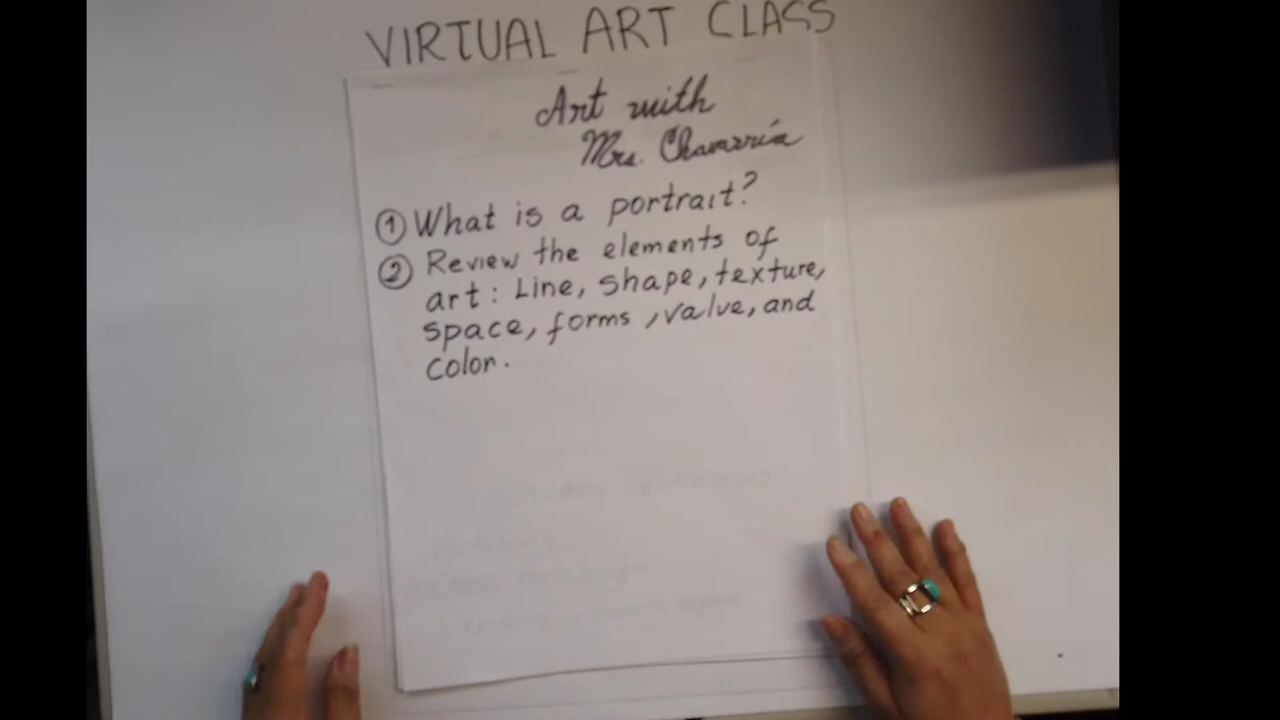 VIRTUAL ART CLASS
Art with
Mrs. Chavarría
① What is a portrait?
② Review the elements of
art: Line, shape, texture,
space, forms, value, and
color.